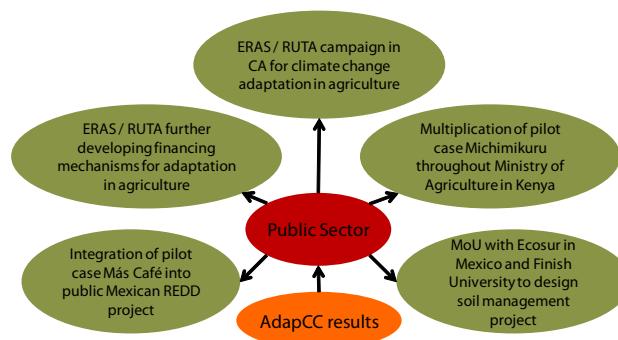 ERAS / RUTA campaign in
CA for climate change
adaptation in agriculture
ERAS / RUTA further
developing financing
mechanisms for adaptation
in agriculture
Multiplication of pilot
case Michimikuru
throughout Ministry of
Agriculture in Kenya
Public Sector
Integration of pilot
case Más Café into
public Mexican REDD
project
MoU with Ecosur in
Mexico and Finish
University to design
soil management
project
AdapCC results